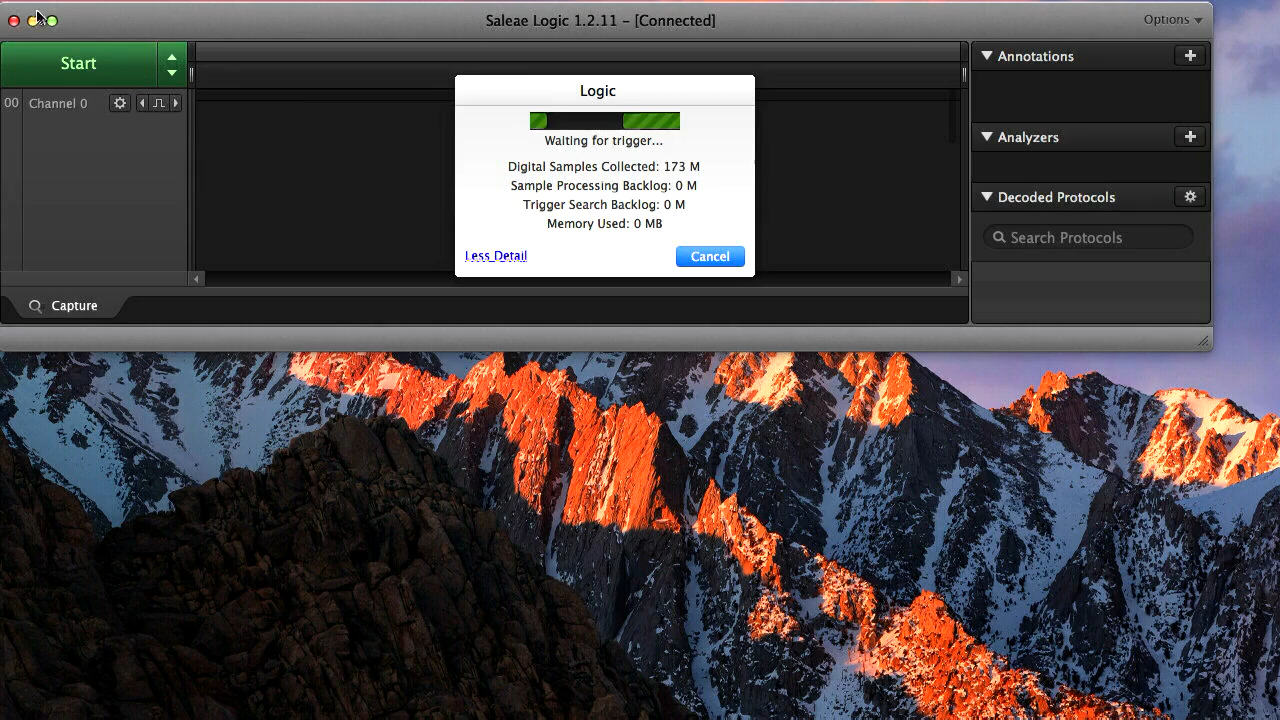 Saleae Logic 1.2.11 – [Connected]
Options
Start
00 Channel 0
Logic
Waiting for trigger...
Digital Samples Collected: 173 M
Sample Processing Backlog: 0 M
Trigger Search Backlog: 0 M
Memory Used: 0 MB
Less Detail
Cancel
Capture
Annotations
Analyzers
Decoded Protocols
Search Protocols